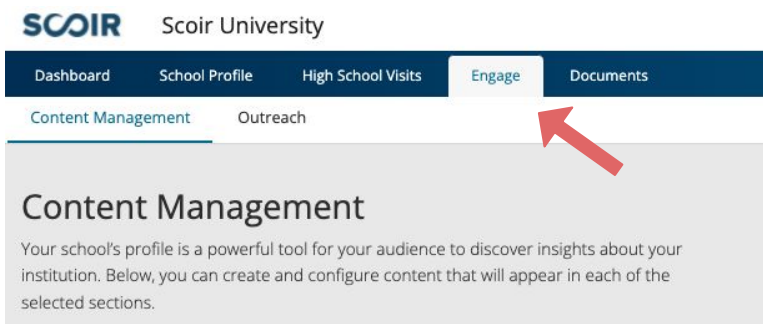 SCOIR Scoir University
Dashboard School Profile High School Visits Engage Documents
Content Management Outreach
Content Management
Your school's profile is a powerful tool for your audience to discover insights about your
institution. Below, you can create and configure content that will appear in each of the
selected sections.